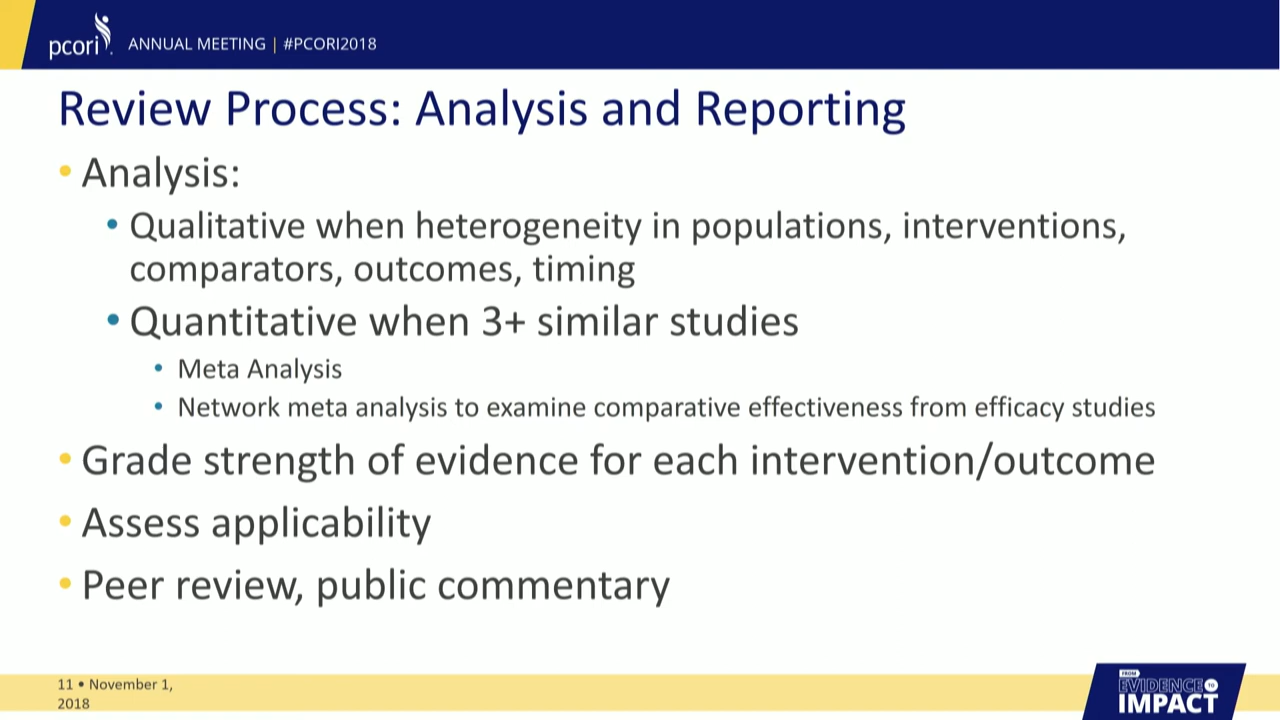 pcori
ANNUAL MEETING | #PCORI2018
Review Process: Analysis and Reporting
• Analysis:
• Qualitative when heterogeneity in populations, interventions,
comparators, outcomes, timing
• Quantitative when 3+ similar studies
• Meta Analysis
• Network meta analysis to examine comparative effectiveness from efficacy studies
• Grade strength of evidence for each intervention/outcome
• Assess applicability
• Peer review, public commentary
11 • November 1,
2018
FROM
EVIDENCE TO
IMPACT